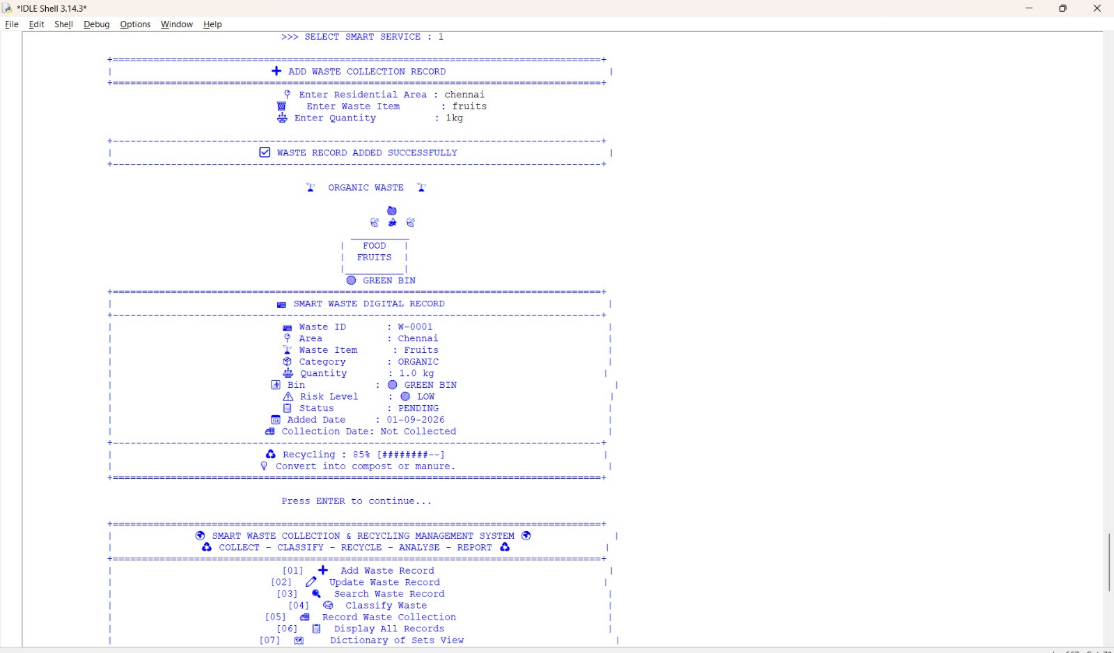 *IDLE Shell 3.14.3*
File Edit Shell Debug Options Window Help
>>> SELECT SMART SERVICE : 1
+====================================================================================+
| ➕ ADD WASTE COLLECTION RECORD |
+====================================================================================+
📍 Enter Residential Area : chennai
🗑 Enter Waste Item : fruits
⚖ Enter Quantity : 1kg
+------------------------------------------------------------------------------------+
| ☑ WASTE RECORD ADDED SUCCESSFULLY |
+------------------------------------------------------------------------------------+
ORGANIC WASTE
| FOOD |
| FRUITS |
|__________|
GREEN BIN
+====================================================================================+
| SMART WASTE DIGITAL RECORD |
+------------------------------------------------------------------------------------+
| Waste ID : W-0001 |
| Area : Chennai |
| Waste Item : Fruits |
| Category : ORGANIC |
| Quantity : 1.0 kg |
| Bin : GREEN BIN |
| ⚠ Risk Level : LOW |
| Status : PENDING |
| Added Date : 01-09-2026 |
| Collection Date: Not Collected |
+------------------------------------------------------------------------------------+
| ♻ Recycling : 85% [########--] |
| 💡 Convert into compost or manure. |
+====================================================================================+
Press ENTER to continue...
+====================================================================================+
| SMART WASTE COLLECTION & RECYCLING MANAGEMENT SYSTEM |
| ♻ COLLECT - CLASSIFY - RECYCLE - ANALYSE - REPORT ♻ |
+====================================================================================+
| [01] ➕ Add Waste Record |
| [02] Update Waste Record |
| [03] Search Waste Record |
| [04] Classify Waste |
| [05] Record Waste Collection |
| [06] Display All Records |
| [07] Dictionary of Sets View |